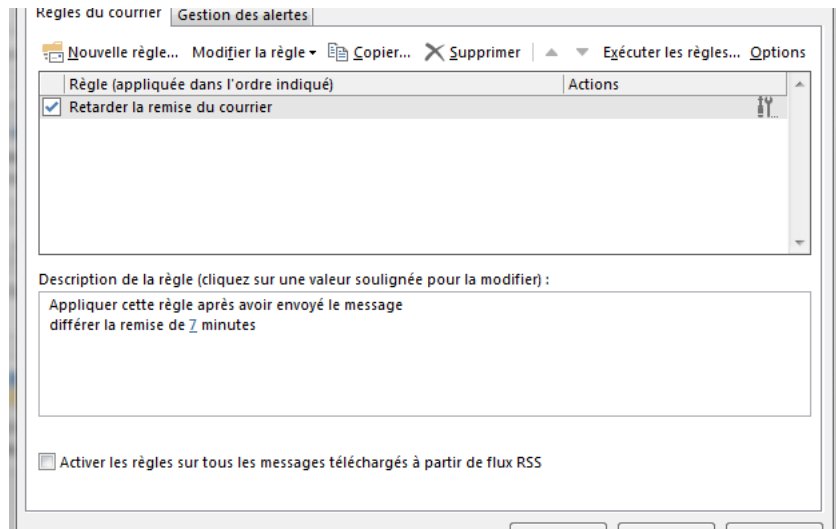 Règles du courrier Gestion des alertes
Nouvelle règle... Modifier la règle Copier... Supprimer Exécuter les règles... Options
Règle (appliquée dans l'ordre indiqué) Actions
Retarder la remise du courrier
Description de la règle (cliquez sur une valeur soulignée pour la modifier) :
Appliquer cette règle après avoir envoyé le message
différer la remise de 7 minutes
Activer les règles sur tous les messages téléchargés à partir de flux RSS